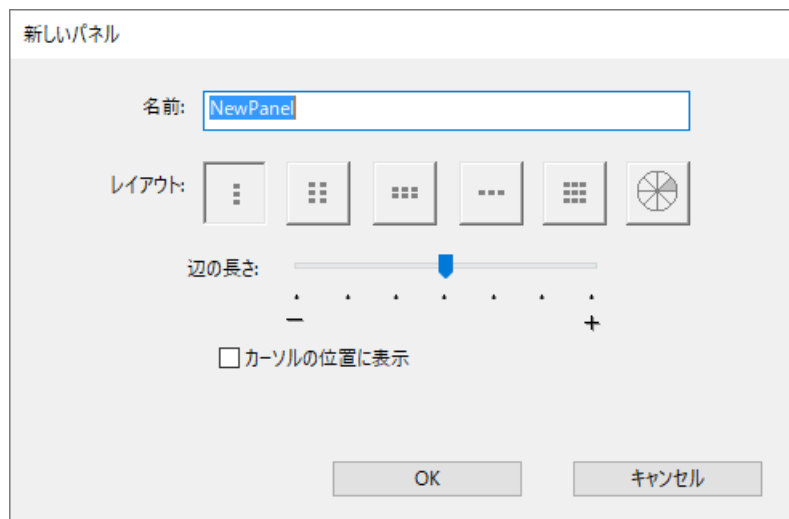 新しいパネル
名前: NewPanel
レイアウト:
辺の長さ:
− +
カーソルの位置に表示
OK キャンセル